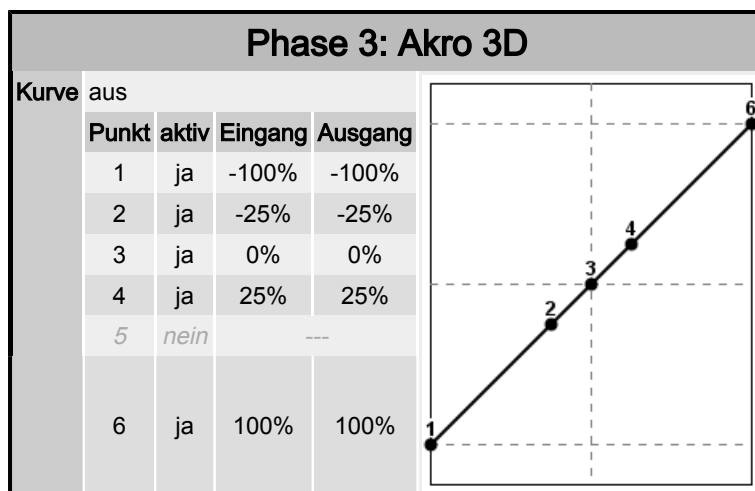 Phase 3: Akro 3D
Kurve aus
Punkt aktiv Eingang Ausgang
1 ja -100% -100%
2 ja -25% -25%
3 ja 0% 0%
4 ja 25% 25%
5 nein ---
6 ja 100% 100%
6
4
3
2
1